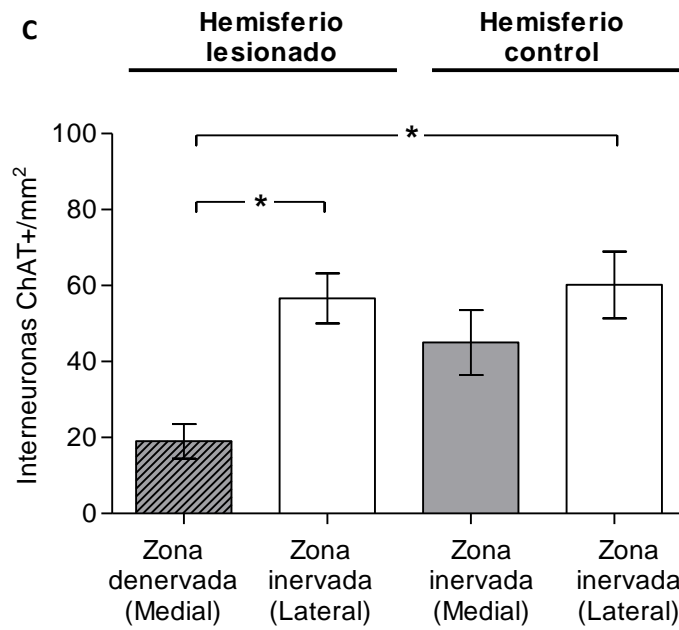 C
Hemisferio
lesionado
Hemisferio
control
Interneuronas ChAT+/mm²
100
80
60
40
20
0
*
*
Zona
denervada
(Medial)
Zona
inervada
(Lateral)
Zona
inervada
(Medial)
Zona
inervada
(Lateral)